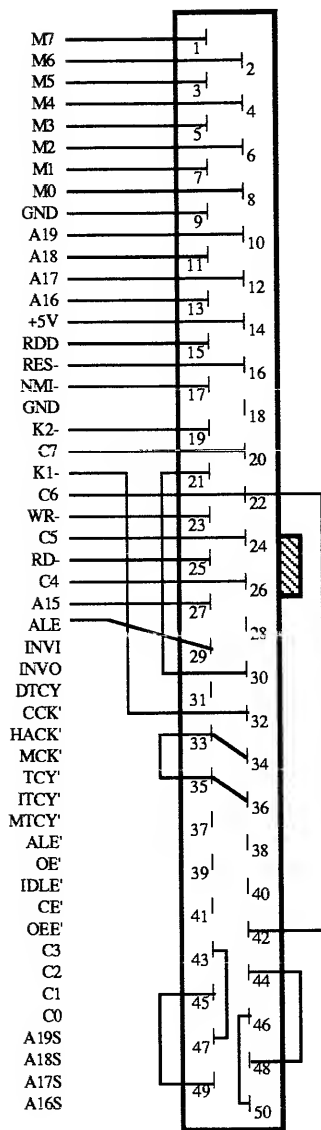 M7 1
M6 2
M5 3
M4 4
M3 5
M2 6
M1 7
M0 8
GND 9
A19 10
A18 11
A17 12
A16 13
+5V 14
RDD 15
RES- 16
NMI- 17
GND 18
K2- 19
C7 20
K1- 21
C6 22
WR- 23
C5 24
RD- 25
C4 26
A15 27
ALE 28
INVI 29
INVO 30
DTCY 31
CCK' 32
HACK' 33
MCK' 34
TCY' 35
ITCY' 36
MTCY' 37
ALE' 38
OE' 39
IDLE' 40
CE' 41
OEE' 42
C3 43
C2 44
C1 45
C0 46
A19S 47
A18S 48
A17S 49
A16S 50